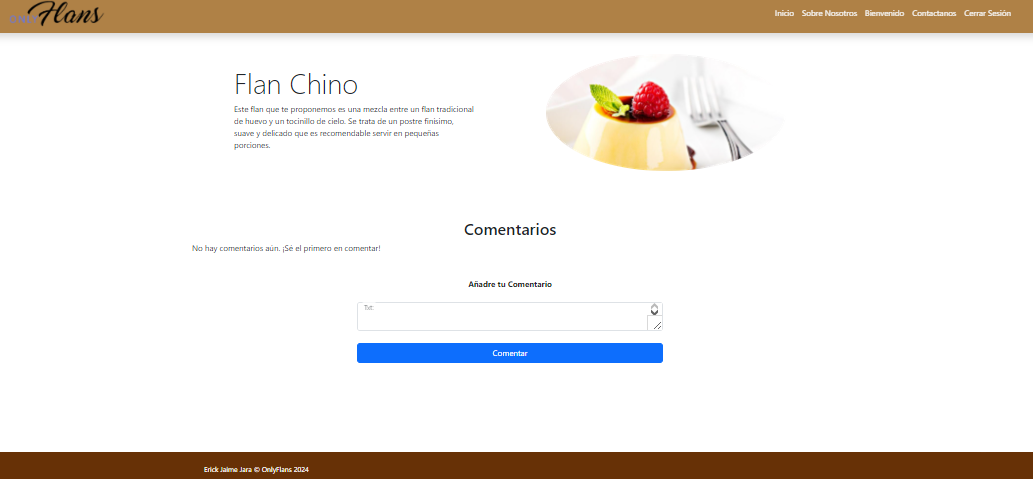 ONLY Flans
Inicio Sobre Nosotros Bienvenido Contactanos Cerrar Sesión
Flan Chino
Este flan que te proponemos es una mezcla entre un flan tradicional
de huevo y un tocinillo de cielo. Se trata de un postre finísimo,
suave y delicado que es recomendable servir en pequeñas
porciones.
Comentarios
No hay comentarios aún. ¡Sé el primero en comentar!
Añadre tu Comentario
Txt:
Comentar
Erick Jaime Jara © OnlyFlans 2024